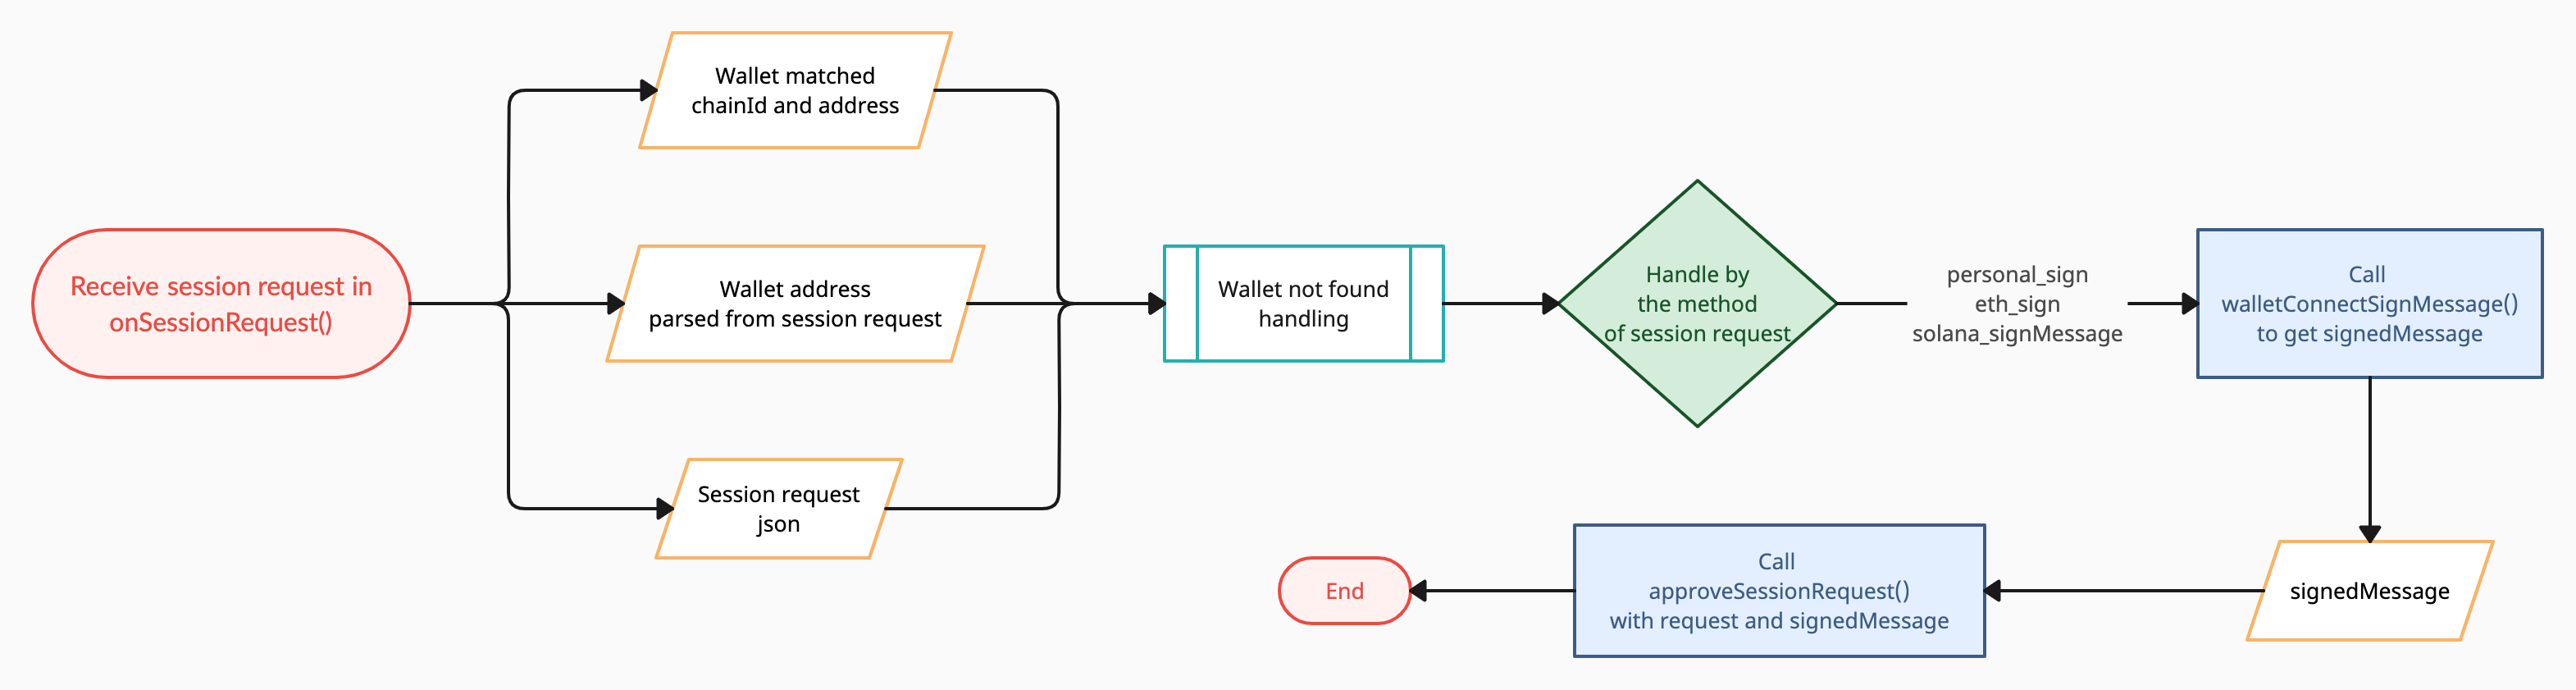 Receive session request in
onSessionRequest()
Wallet matched
chainId and address
Wallet address
parsed from session request
Session request
json
Wallet not found
handling
Handle by
the method
of session request
personal_sign
eth_sign
solana_signMessage
Call
walletConnectSignMessage()
to get signedMessage
signedMessage
Call
approveSessionRequest()
with request and signedMessage
End